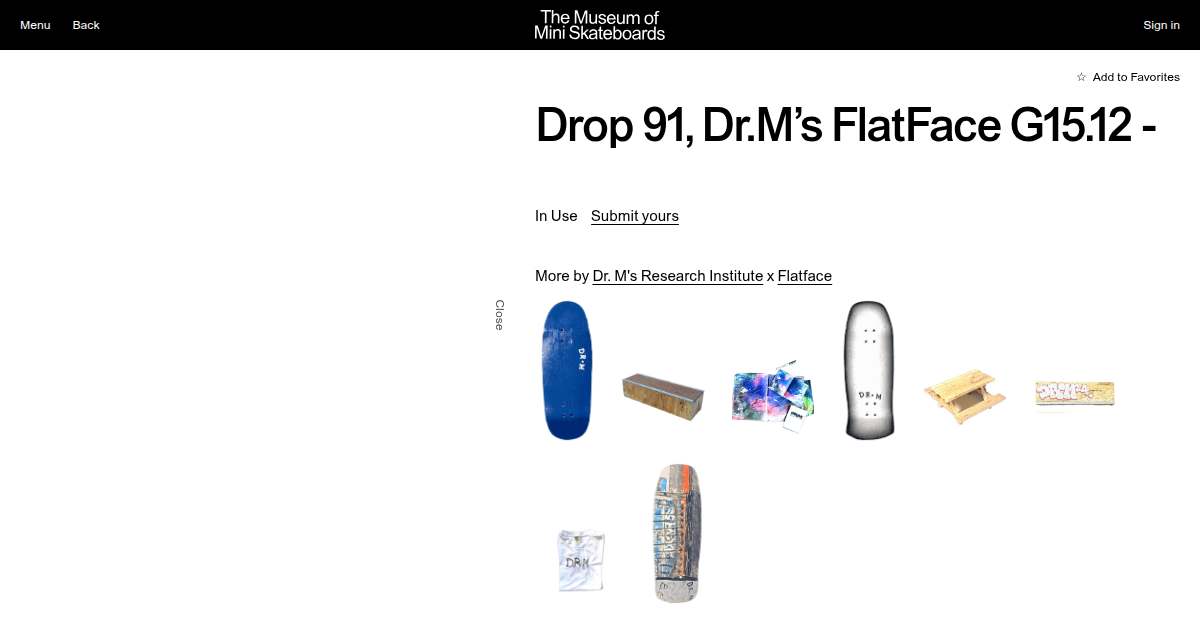 Menu
Back
The Museum of
Mini Skateboards
Sign in
☆ Add to Favorites
Drop 91, Dr.M’s FlatFace G15.12 -
In Use Submit yours
More by Dr. M's Research Institute x Flatface
Close
DR•M
DR•M
DRM